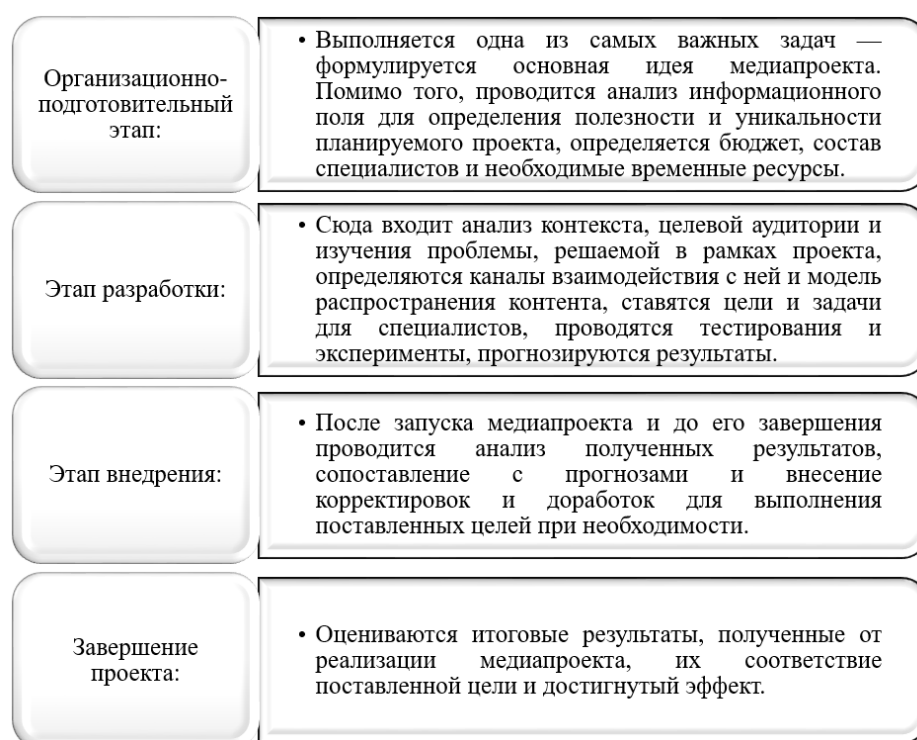 Организационно-
подготовительный
этап:
• Выполняется одна из самых важных задач —
формулируется основная идея медиапроекта.
Помимо того, проводится анализ информационного
поля для определения полезности и уникальности
планируемого проекта, определяется бюджет, состав
специалистов и необходимые временные ресурсы.
Этап разработки:
• Сюда входит анализ контекста, целевой аудитории и
изучения проблемы, решаемой в рамках проекта,
определяются каналы взаимодействия с ней и модель
распространения контента, ставятся цели и задачи
для специалистов, проводятся тестирования и
эксперименты, прогнозируются результаты.
Этап внедрения:
• После запуска медиапроекта и до его завершения
проводится анализ полученных результатов,
сопоставление с прогнозами и внесение
корректировок и доработок для выполнения
поставленных целей при необходимости.
Завершение
проекта:
• Оцениваются итоговые результаты, полученные от
реализации медиапроекта, их соответствие
поставленной цели и достигнутый эффект.